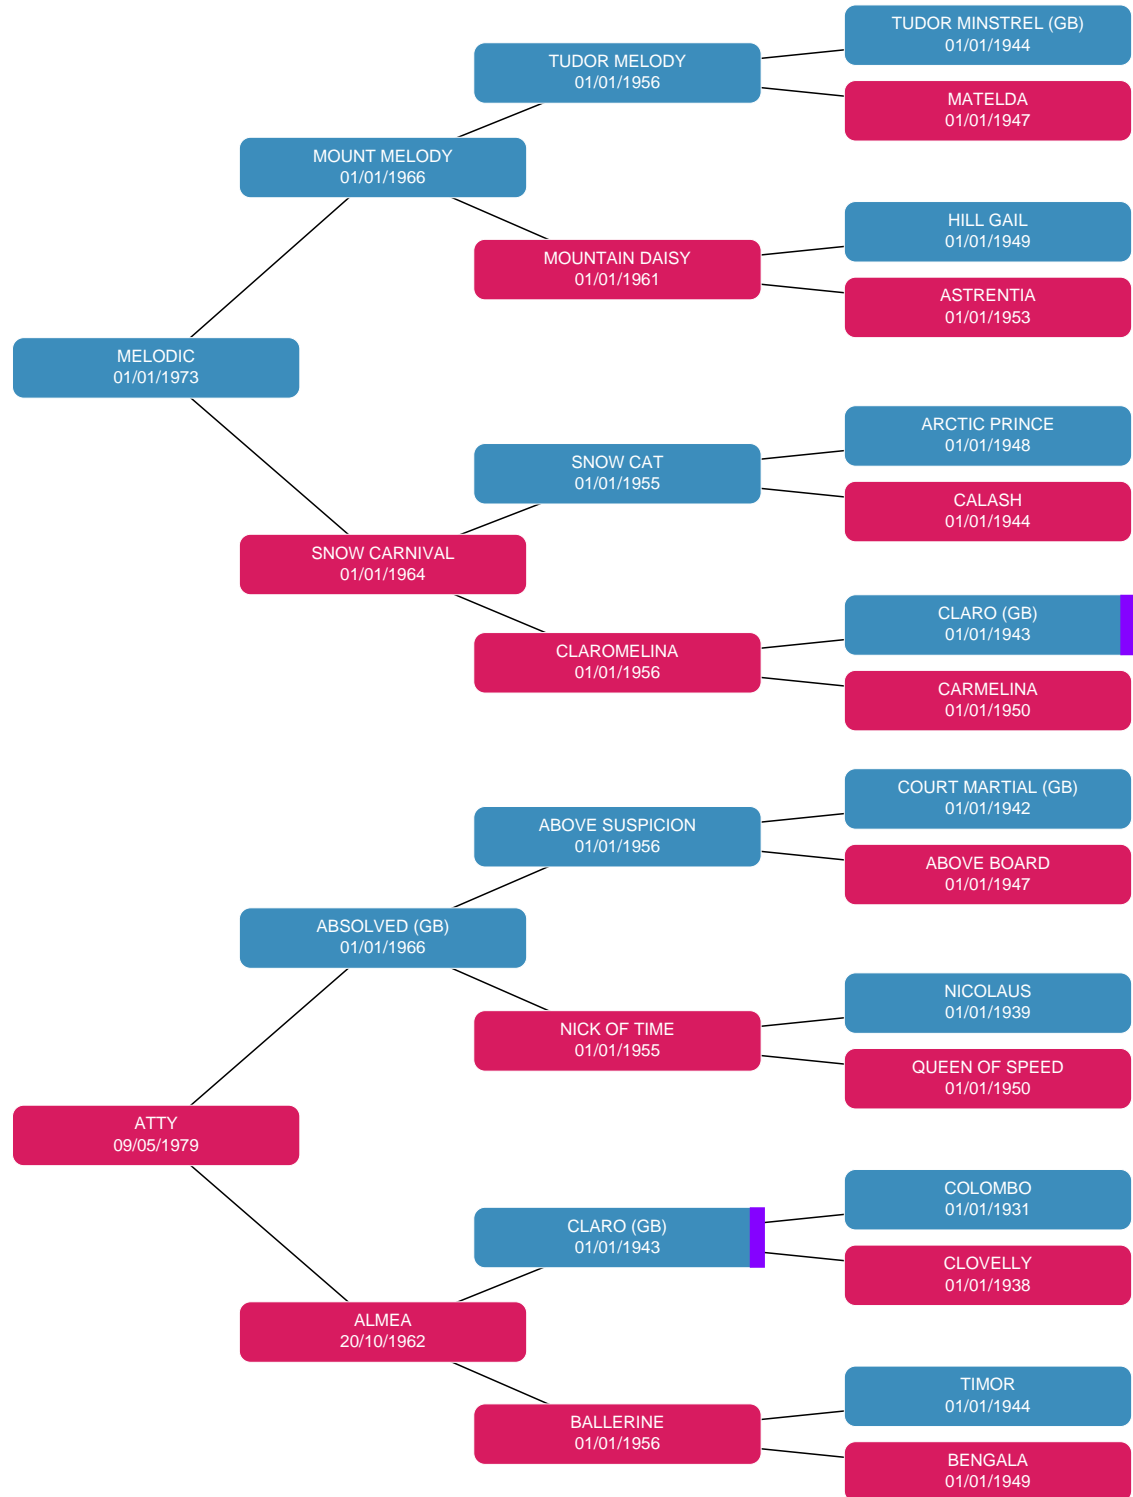 TUDOR MINSTREL (GB)
01/01/1944
TUDOR MELODY
01/01/1956
MATELDA
01/01/1947
MOUNT MELODY
01/01/1966
HILL GAIL
01/01/1949
MOUNTAIN DAISY
01/01/1961
ASTRENTIA
01/01/1953
MELODIC
01/01/1973
ARCTIC PRINCE
01/01/1948
SNOW CAT
01/01/1955
CALASH
01/01/1944
SNOW CARNIVAL
01/01/1964
CLARO (GB)
01/01/1943
CLAROMELINA
01/01/1956
CARMELINA
01/01/1950
COURT MARTIAL (GB)
01/01/1942
ABOVE SUSPICION
01/01/1956
ABOVE BOARD
01/01/1947
ABSOLVED (GB)
01/01/1966
NICOLAUS
01/01/1939
NICK OF TIME
01/01/1955
QUEEN OF SPEED
01/01/1950
ATTY
09/05/1979
COLOMBO
01/01/1931
CLARO (GB)
01/01/1943
CLOVELLY
01/01/1938
ALMEA
20/10/1962
TIMOR
01/01/1944
BALLERINE
01/01/1956
BENGALA
01/01/1949